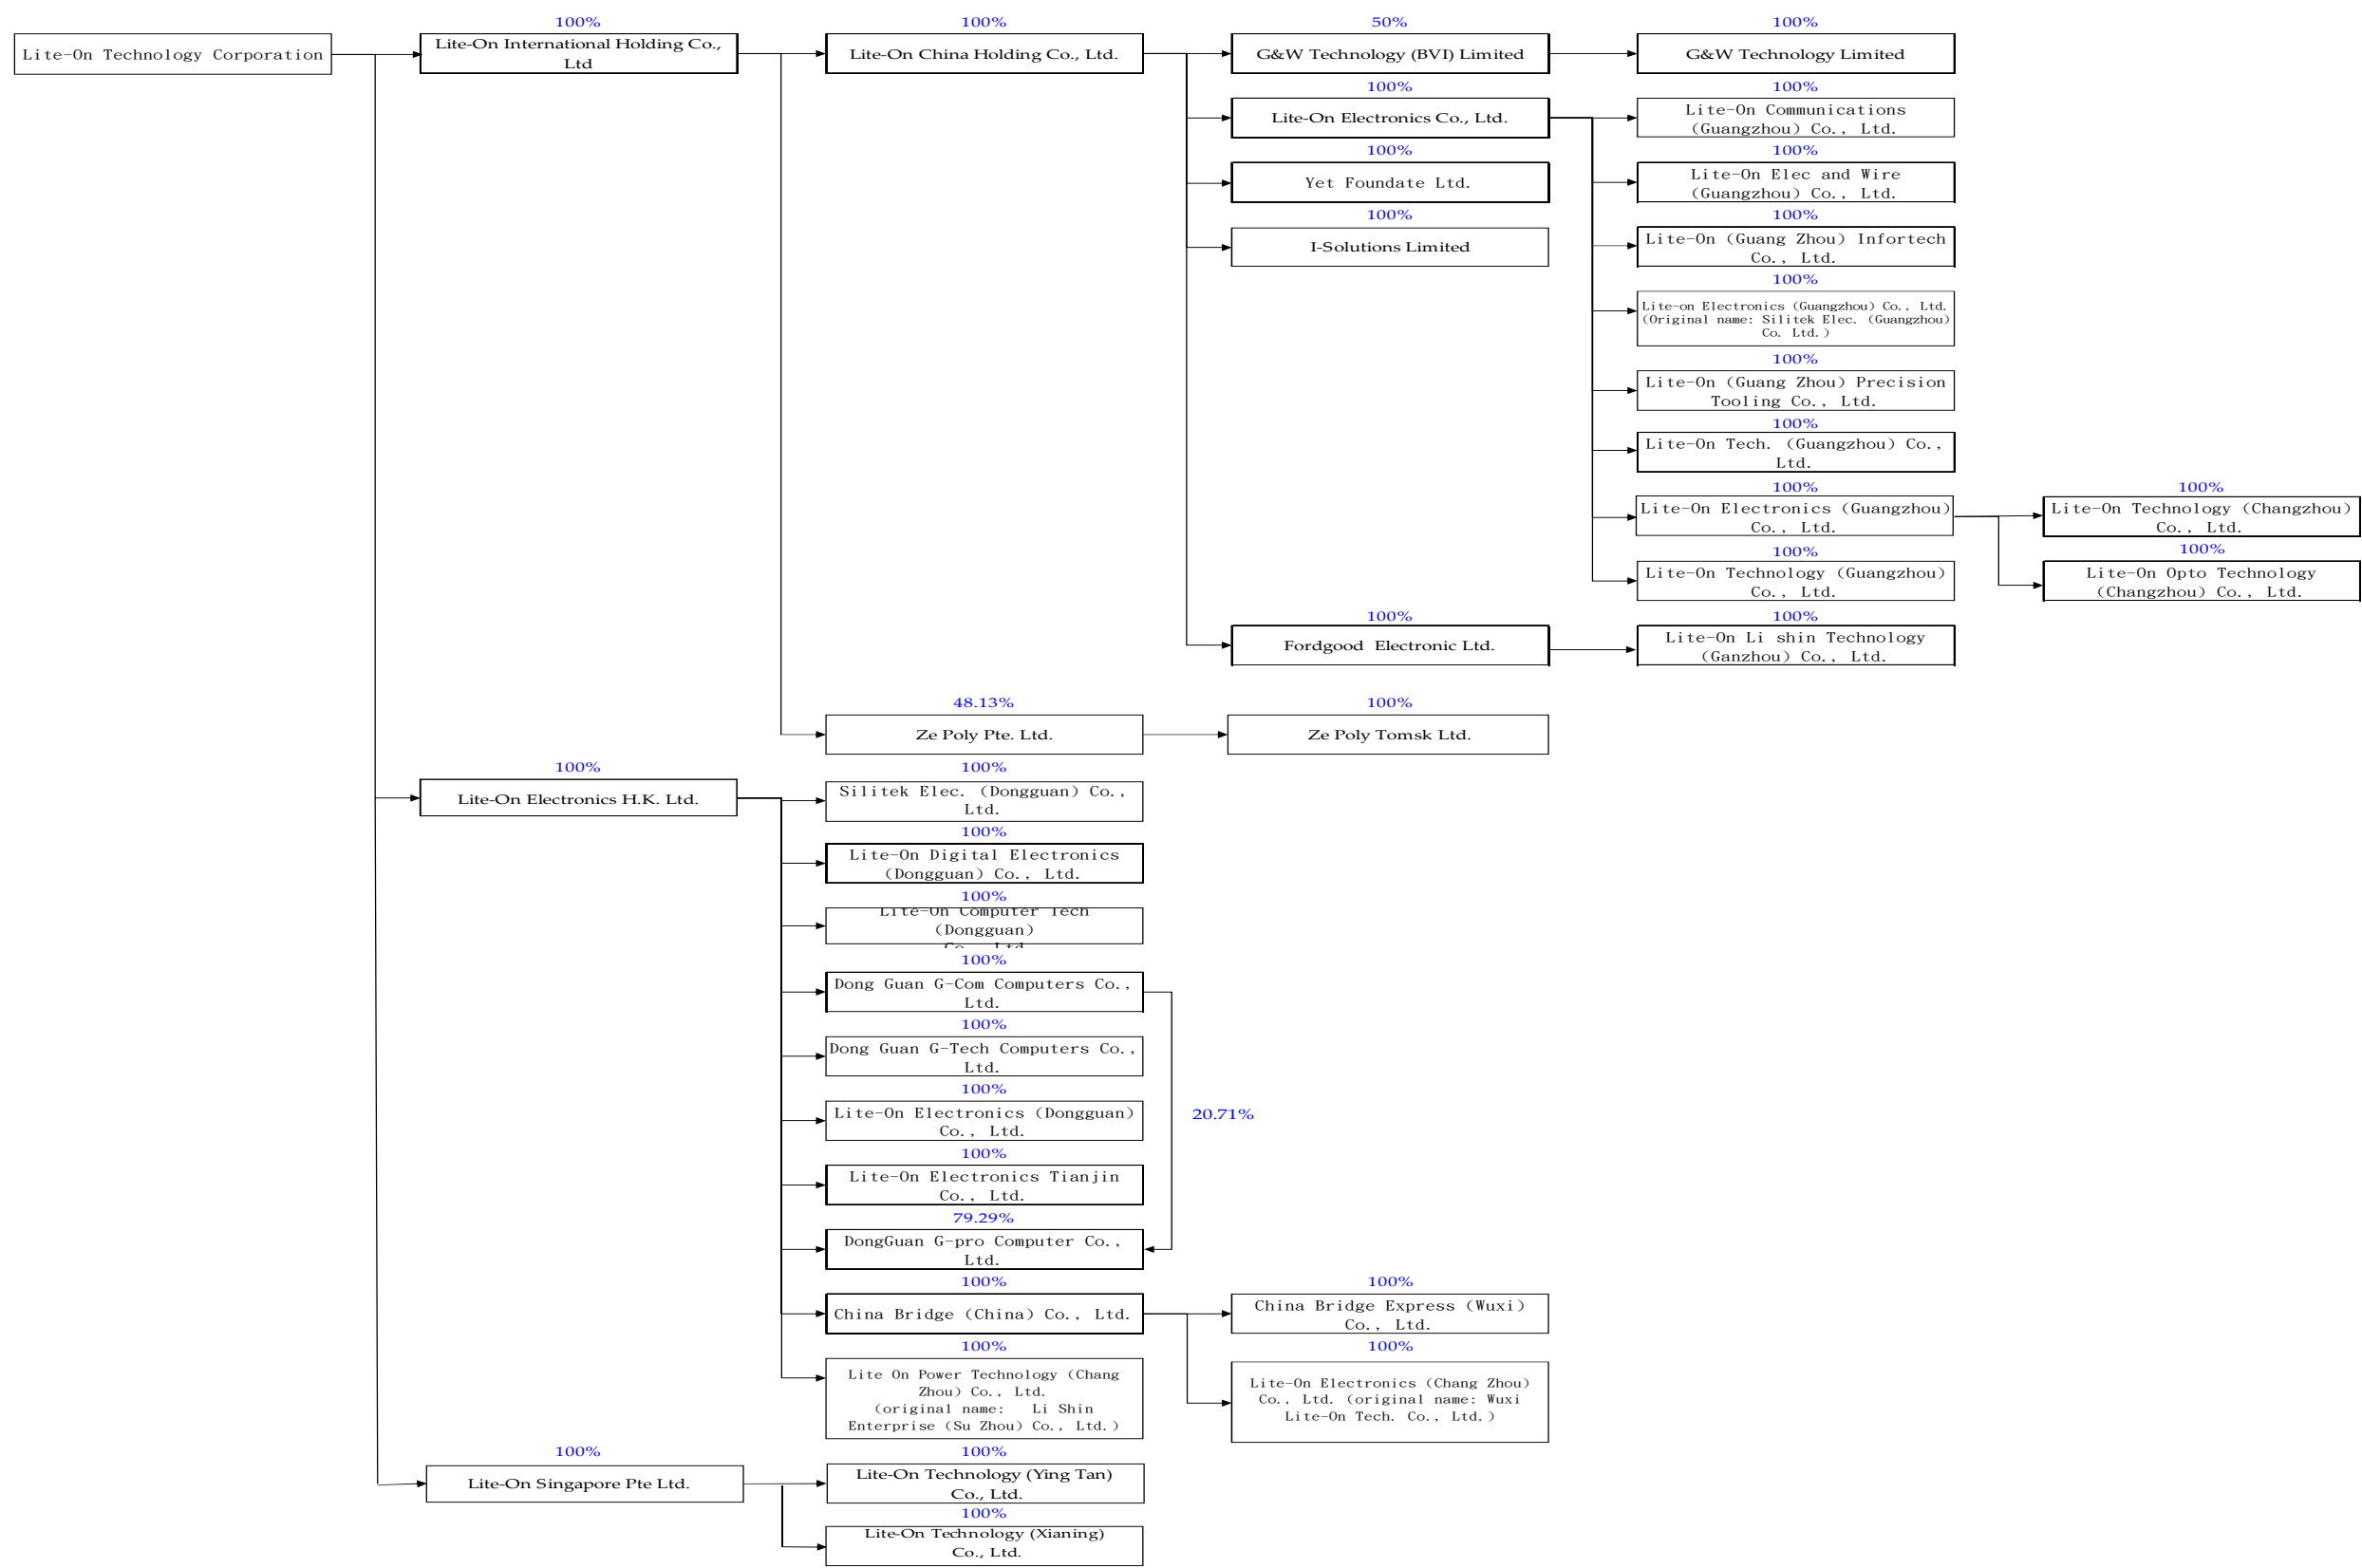 100%
100%
50%
100%
Lite-On Technology Corporation
Lite-On International Holding Co.,
Ltd
Lite-On China Holding Co., Ltd.
G&W Technology (BVI) Limited
G&W Technology Limited
100%
100%
Lite-On Electronics Co., Ltd.
Lite-On Communications
(Guangzhou) Co., Ltd.
100%
100%
Yet Foundate Ltd.
Lite-On Elec and Wire
(Guangzhou) Co., Ltd.
100%
I-Solutions Limited
Lite-On (Guang Zhou) Infortech
Co., Ltd.
100%
Lite-on Electronics (Guangzhou) Co., Ltd.
(Original name: Silitek Elec. (Guangzhou)
Co. Ltd.)
100%
Lite-On (Guang Zhou) Precision
Tooling Co., Ltd.
100%
Lite-On Tech. (Guangzhou) Co.,
Ltd.
100%
100%
Lite-On Electronics (Guangzhou)
Co., Ltd.
Lite-On Technology (Changzhou)
Co., Ltd.
100%
100%
Lite-On Technology (Guangzhou)
Co., Ltd.
Lite-On Opto Technology
(Changzhou) Co., Ltd.
100%
100%
Fordgood Electronic Ltd.
Lite-On Li shin Technology
(Ganzhou) Co., Ltd.
48.13%
100%
Ze Poly Pte. Ltd.
Ze Poly Tomsk Ltd.
100%
100%
Lite-On Electronics H.K. Ltd.
Silitek Elec. (Dongguan) Co.,
Ltd.
100%
Lite-On Digital Electronics
(Dongguan) Co., Ltd.
100%
Lite-On Computer Tech
(Dongguan)
Co., Ltd
100%
Dong Guan G-Com Computers Co.,
Ltd.
100%
Dong Guan G-Tech Computers Co.,
Ltd.
100%
20.71%
Lite-On Electronics (Dongguan)
Co., Ltd.
100%
Lite-On Electronics Tianjin
Co., Ltd.
79.29%
DongGuan G-pro Computer Co.,
Ltd.
100%
100%
China Bridge (China) Co., Ltd.
China Bridge Express (Wuxi)
Co., Ltd.
100%
100%
Lite On Power Technology (Chang
Zhou) Co., Ltd.
(original name: Li Shin
Enterprise (Su Zhou) Co., Ltd.)
Lite-On Electronics (Chang Zhou)
Co., Ltd. (original name: Wuxi
Lite-On Tech. Co., Ltd.)
100%
100%
Lite-On Singapore Pte Ltd.
Lite-On Technology (Ying Tan)
Co., Ltd.
100%
Lite-On Technology (Xianing)
Co., Ltd.